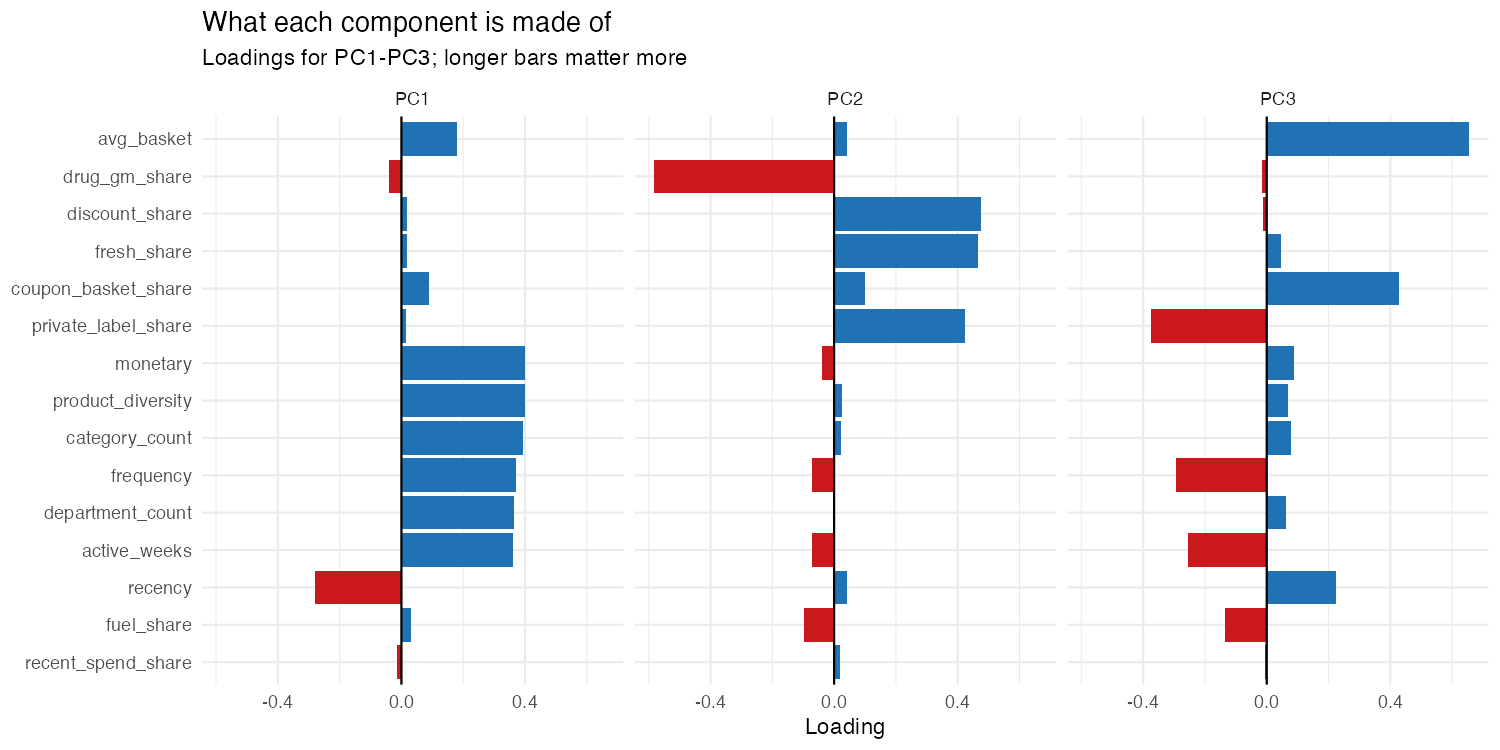 What each component is made of
Loadings for PC1-PC3; longer bars matter more
PC1
PC2
PC3
avg_basket
drug_gm_share
discount_share
fresh_share
coupon_basket_share
private_label_share
monetary
product_diversity
category_count
frequency
department_count
active_weeks
recency
fuel_share
recent_spend_share
-0.4 0.0 0.4
-0.4 0.0 0.4
-0.4 0.0 0.4
Loading